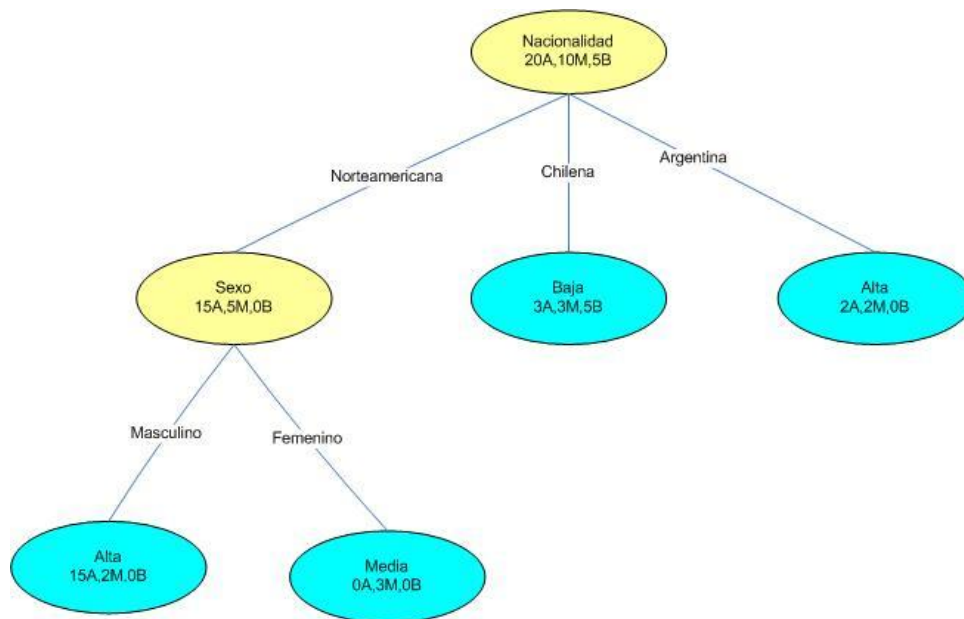 Nacionalidad
20A,10M,5B
Norteamericana
Chilena
Argentina
Sexo
15A,5M,0B
Baja
3A,3M,5B
Alta
2A,2M,0B
Masculino
Femenino
Alta
15A,2M,0B
Media
0A,3M,0B